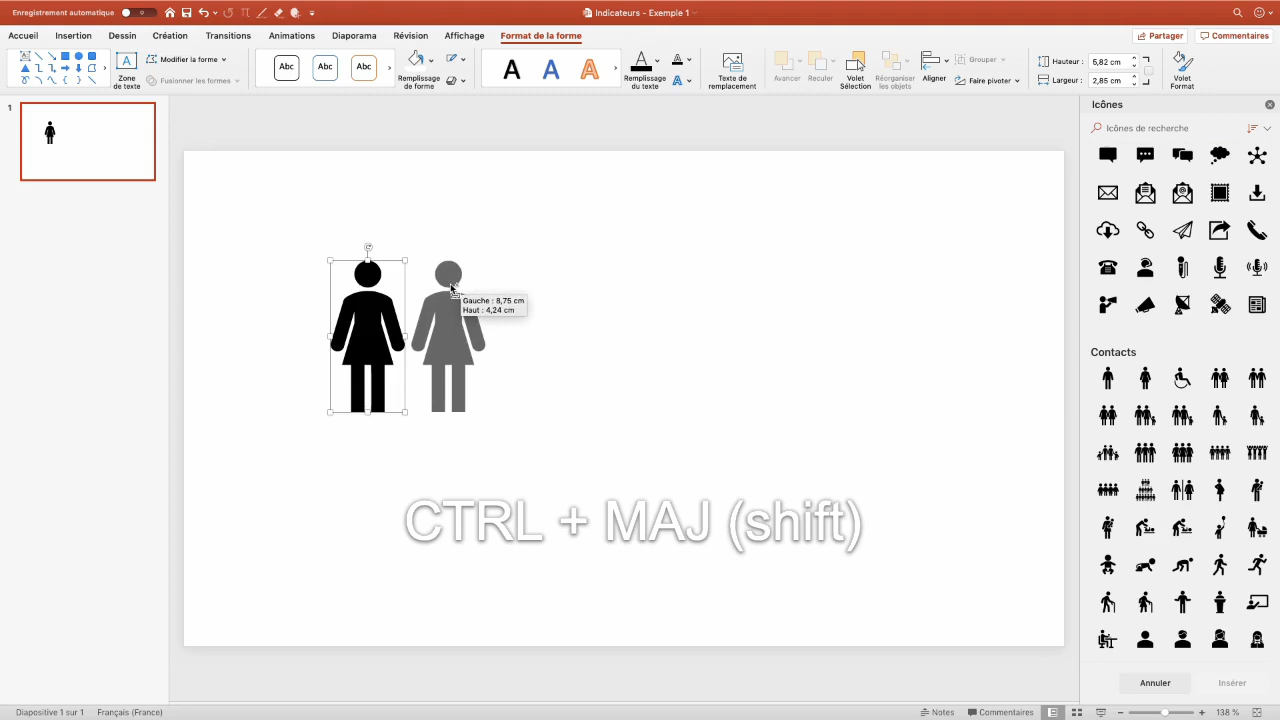 Enregistrement automatique
Indicateurs - Exemple 1
Accueil Insertion Dessin Création Transitions Animations Diaporama Révision Affichage Format de la forme
Partager Commentaires
Zone de texte
Modifier la forme
Fusionner les formes
Abc Abc Abc
Remplissage de forme
A A A
Remplissage du texte
Texte de remplacement
Avancer Reculer
Volet Sélection
Réorganiser les objets
Aligner
Grouper
Faire pivoter
Hauteur : 5,82 cm
Largeur : 2,85 cm
Volet Format
1
Icônes
Icônes de recherche
Gauche : 8,75 cm
Haut : 4,24 cm
Contacts
CTRL + MAJ (shift)
Annuler Insérer
Diapositive 1 sur 1 Français (France) Notes Commentaires 138 %